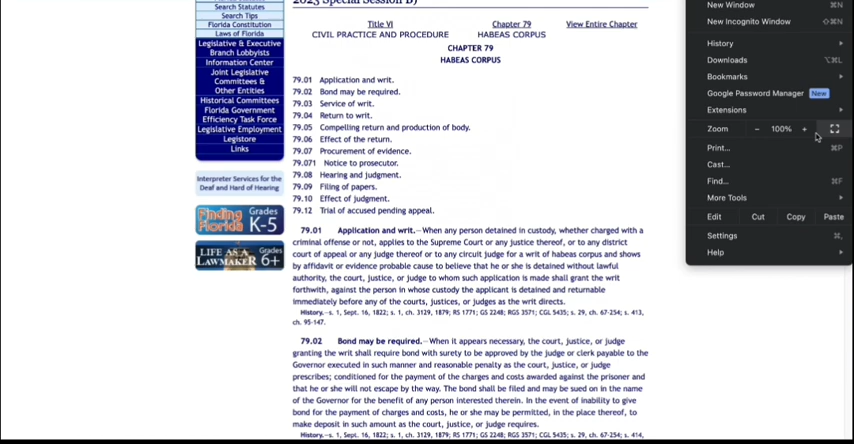 2023 Special Session B)
Search Statutes
Search Tips
Florida Constitution
Laws of Florida
Legislative & Executive
Branch Lobbyists
Information Center
Joint Legislative
Committees &
Other Entities
Historical Committees
Florida Government
Efficiency Task Force
Legislative Employment
Legistore
Links
Interpreter Services for the
Deaf and Hard of Hearing
Finding Florida Grades K-5
LIFE AS A LAWMAKER Grades 6+
Title VI Chapter 79 View Entire Chapter
CIVIL PRACTICE AND PROCEDURE HABEAS CORPUS
CHAPTER 79
HABEAS CORPUS
79.01 Application and writ.
79.02 Bond may be required.
79.03 Service of writ.
79.04 Return to writ.
79.05 Compelling return and production of body.
79.06 Effect of the return.
79.07 Procurement of evidence.
79.071 Notice to prosecutor.
79.08 Hearing and judgment.
79.09 Filing of papers.
79.10 Effect of judgment.
79.12 Trial of accused pending appeal.
79.01 Application and writ.—When any person detained in custody, whether charged with a
criminal offense or not, applies to the Supreme Court or any justice thereof, or to any district
court of appeal or any judge thereof or to any circuit judge for a writ of habeas corpus and shows
by affidavit or evidence probable cause to believe that he or she is detained without lawful
authority, the court, justice, or judge to whom such application is made shall grant the writ
forthwith, against the person in whose custody the applicant is detained and returnable
immediately before any of the courts, justices, or judges as the writ directs.
History.—s. 1, Sept. 16, 1822; s. 1, ch. 3129, 1879; RS 1771; GS 2248; RGS 3571; CGL 5435; s. 29, ch. 67-254; s. 413,
ch. 95-147.
79.02 Bond may be required.—When it appears necessary, the court, justice, or judge
granting the writ shall require bond with surety to be approved by the judge or clerk payable to the
Governor executed in such manner and reasonable penalty as the court, justice, or judge
prescribes; conditioned for the payment of the charges and costs awarded against the prisoner and
that he or she will not escape by the way. The bond shall be filed and may be sued on in the name
of the Governor for the benefit of any person interested therein. In the event of inability to give
bond for the payment of charges and costs, he or she may be permitted, in the place thereof, to
make deposit in such amount as the court, justice, or judge requires.
History.—s. 1, Sept. 16, 1822; s. 1, ch. 3129, 1879; RS 1771; GS 2248; RGS 3571; CGL 5435; s. 29, ch. 67-254; s. 414,
New Window ⌘N
New Incognito Window ⇧⌘N
History
Downloads ⌥⌘L
Bookmarks
Google Password Manager New
Extensions
Zoom – 100% +
Print... ⌘P
Cast...
Find... ⌘F
More Tools
Edit Cut Copy Paste
Settings ⌘,
Help